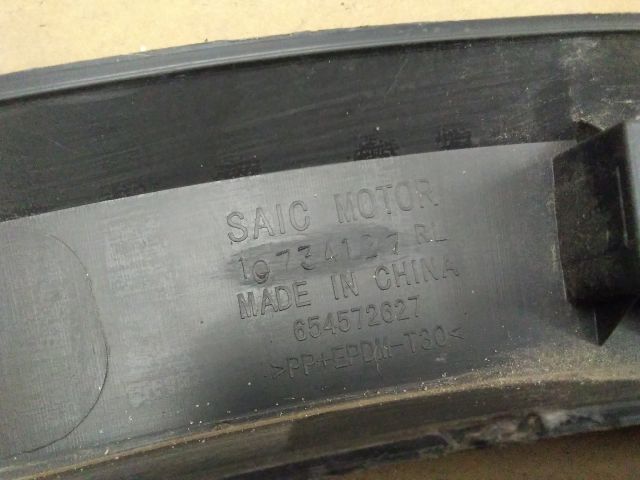 SAIC MOTOR
RL
MADE IN CHINA
654572627
>PP+EPDM-T30<